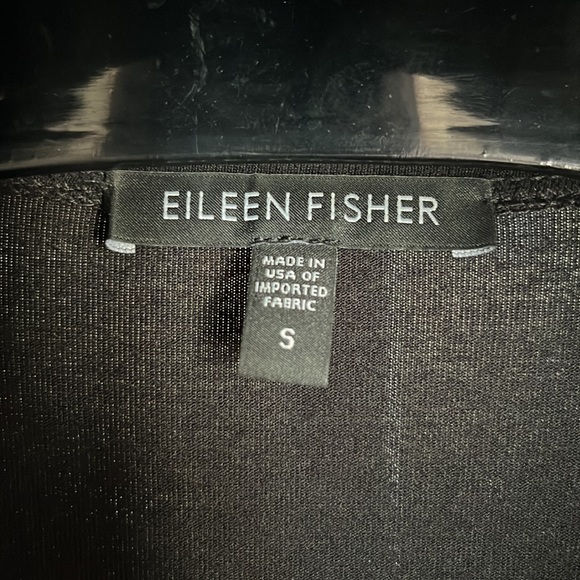 EILEEN FISHER
MADE IN
USA OF
IMPORTED
FABRIC
S